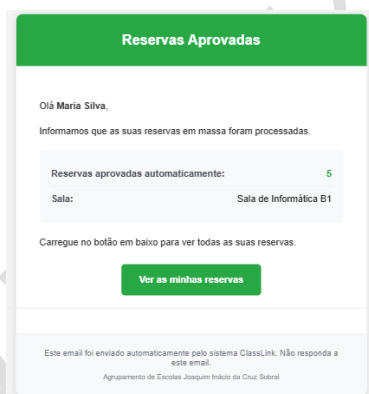 Reservas Aprovadas
Olá Maria Silva,
Informamos que as suas reservas em massa foram processadas.
Reservas aprovadas automaticamente: 5
Sala: Sala de Informática B1
Carregue no botão em baixo para ver todas as suas reservas.
Ver as minhas reservas
Este email foi enviado automaticamente pelo sistema ClassLink. Não responda a
este email.
Agrupamento de Escolas Joaquim Inácio da Cruz Sobral